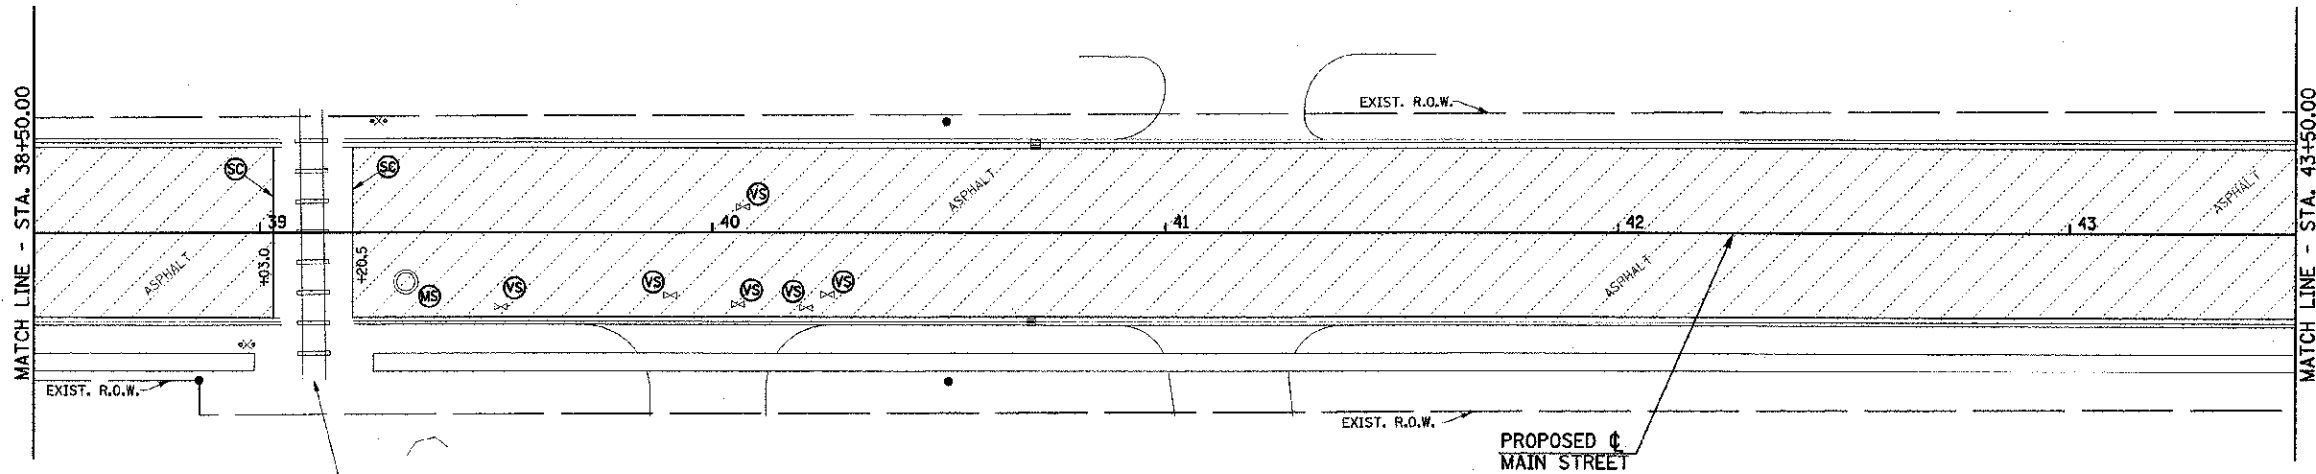 MATCH LINE - STA. 38+50.00
EXIST. R.O.W.
MATCH LINE - STA. 43+50.00
SC
SC
VS
ASPHALT
ASPHALT
39
40
41
42
43
+03.0
+20.5
ASPHALT
ASPHALT
MS
VS
VS
VS
VS
VS
EXIST. R.O.W.
EXIST. R.O.W.
PROPOSED ℄
MAIN STREET